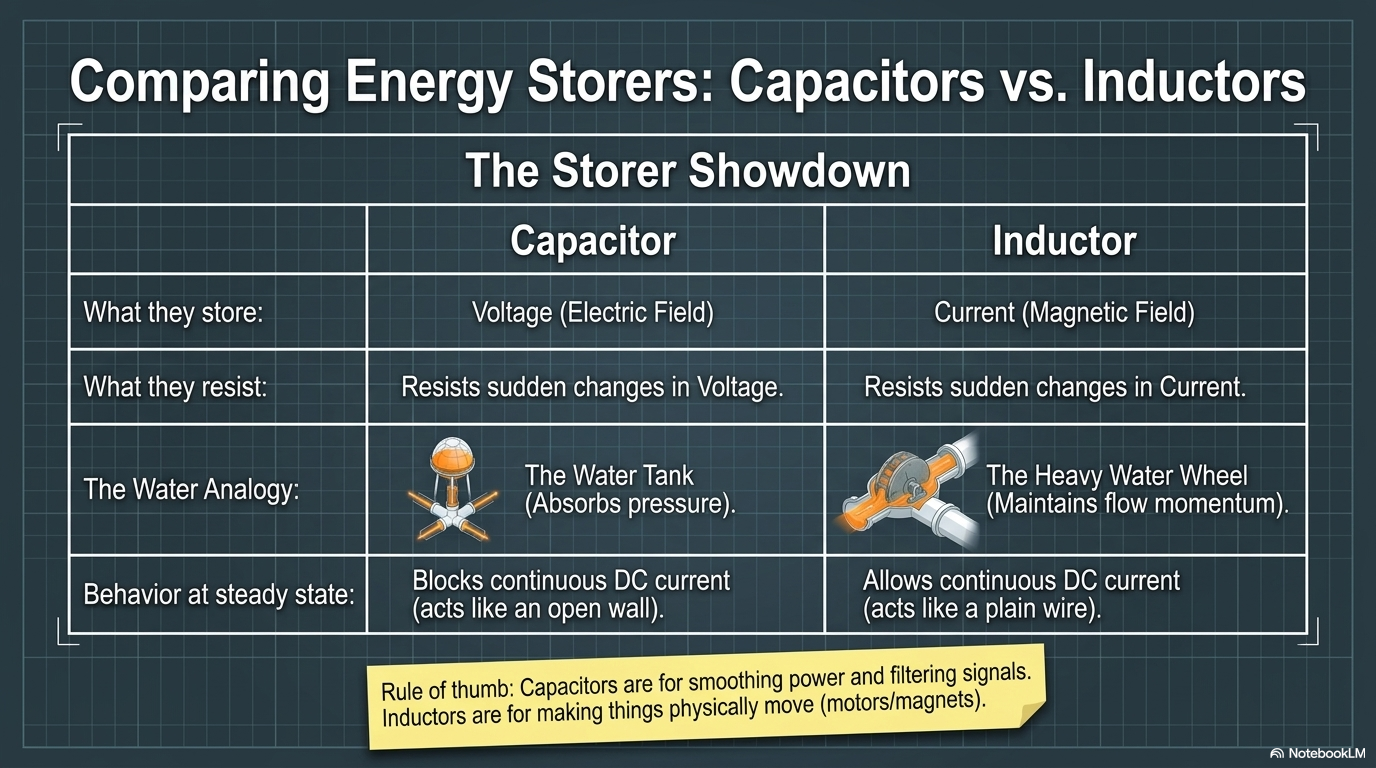 Comparing Energy Storers: Capacitors vs. Inductors
The Storer Showdown
Capacitor
Inductor
What they store:
Voltage (Electric Field)
Current (Magnetic Field)
What they resist:
Resists sudden changes in Voltage.
Resists sudden changes in Current.
The Water Analogy:
The Water Tank
(Absorbs pressure).
The Heavy Water Wheel
(Maintains flow momentum).
Behavior at steady state:
Blocks continuous DC current
(acts like an open wall).
Allows continuous DC current
(acts like a plain wire).
Rule of thumb: Capacitors are for smoothing power and filtering signals.
Inductors are for making things physically move (motors/magnets).
NotebookLM